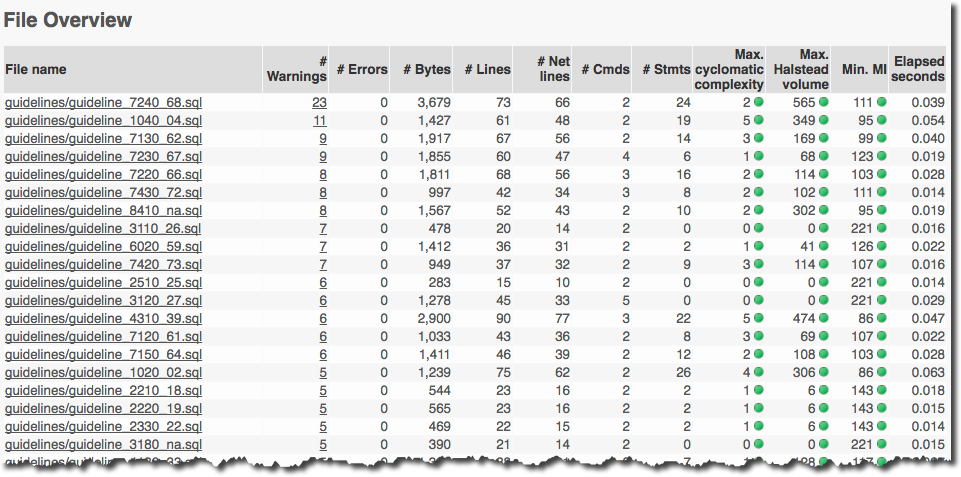 File Overview
File name # Warnings # Errors # Bytes # Lines # Net lines # Cmds # Stmts Max. cyclomatic complexity Max. Halstead volume Min. MI Elapsed seconds
guidelines/guideline_7240_68.sql 23 0 3,679 73 66 2 24 2 565 111 0.039
guidelines/guideline_1040_04.sql 11 0 1,427 61 48 2 19 5 349 95 0.054
guidelines/guideline_7130_62.sql 9 0 1,917 67 56 2 14 3 169 99 0.040
guidelines/guideline_7230_67.sql 9 0 1,855 60 47 4 6 1 68 123 0.019
guidelines/guideline_7220_66.sql 8 0 1,811 68 56 3 16 2 114 103 0.028
guidelines/guideline_7430_72.sql 8 0 997 42 34 3 8 2 102 111 0.014
guidelines/guideline_8410_na.sql 8 0 1,567 52 43 2 10 2 302 95 0.019
guidelines/guideline_3110_26.sql 7 0 478 20 14 2 0 0 0 221 0.016
guidelines/guideline_6020_59.sql 7 0 1,412 36 31 2 2 1 41 126 0.022
guidelines/guideline_7420_73.sql 7 0 949 37 32 2 9 3 114 107 0.016
guidelines/guideline_2510_25.sql 6 0 283 15 10 2 0 0 0 221 0.014
guidelines/guideline_3120_27.sql 6 0 1,278 45 33 5 0 0 0 221 0.029
guidelines/guideline_4310_39.sql 6 0 2,900 90 77 3 22 5 474 86 0.047
guidelines/guideline_7120_61.sql 6 0 1,033 43 36 2 8 3 69 107 0.022
guidelines/guideline_7150_64.sql 6 0 1,411 46 39 2 12 2 108 103 0.028
guidelines/guideline_1020_02.sql 5 0 1,239 75 62 2 26 4 306 86 0.063
guidelines/guideline_2210_18.sql 5 0 544 23 16 2 2 1 6 143 0.018
guidelines/guideline_2220_19.sql 5 0 565 23 16 2 2 1 6 143 0.015
guidelines/guideline_2330_22.sql 5 0 469 22 15 2 2 1 6 143 0.014
guidelines/guideline_3180_na.sql 5 0 390 21 14 2 0 0 0 221 0.015